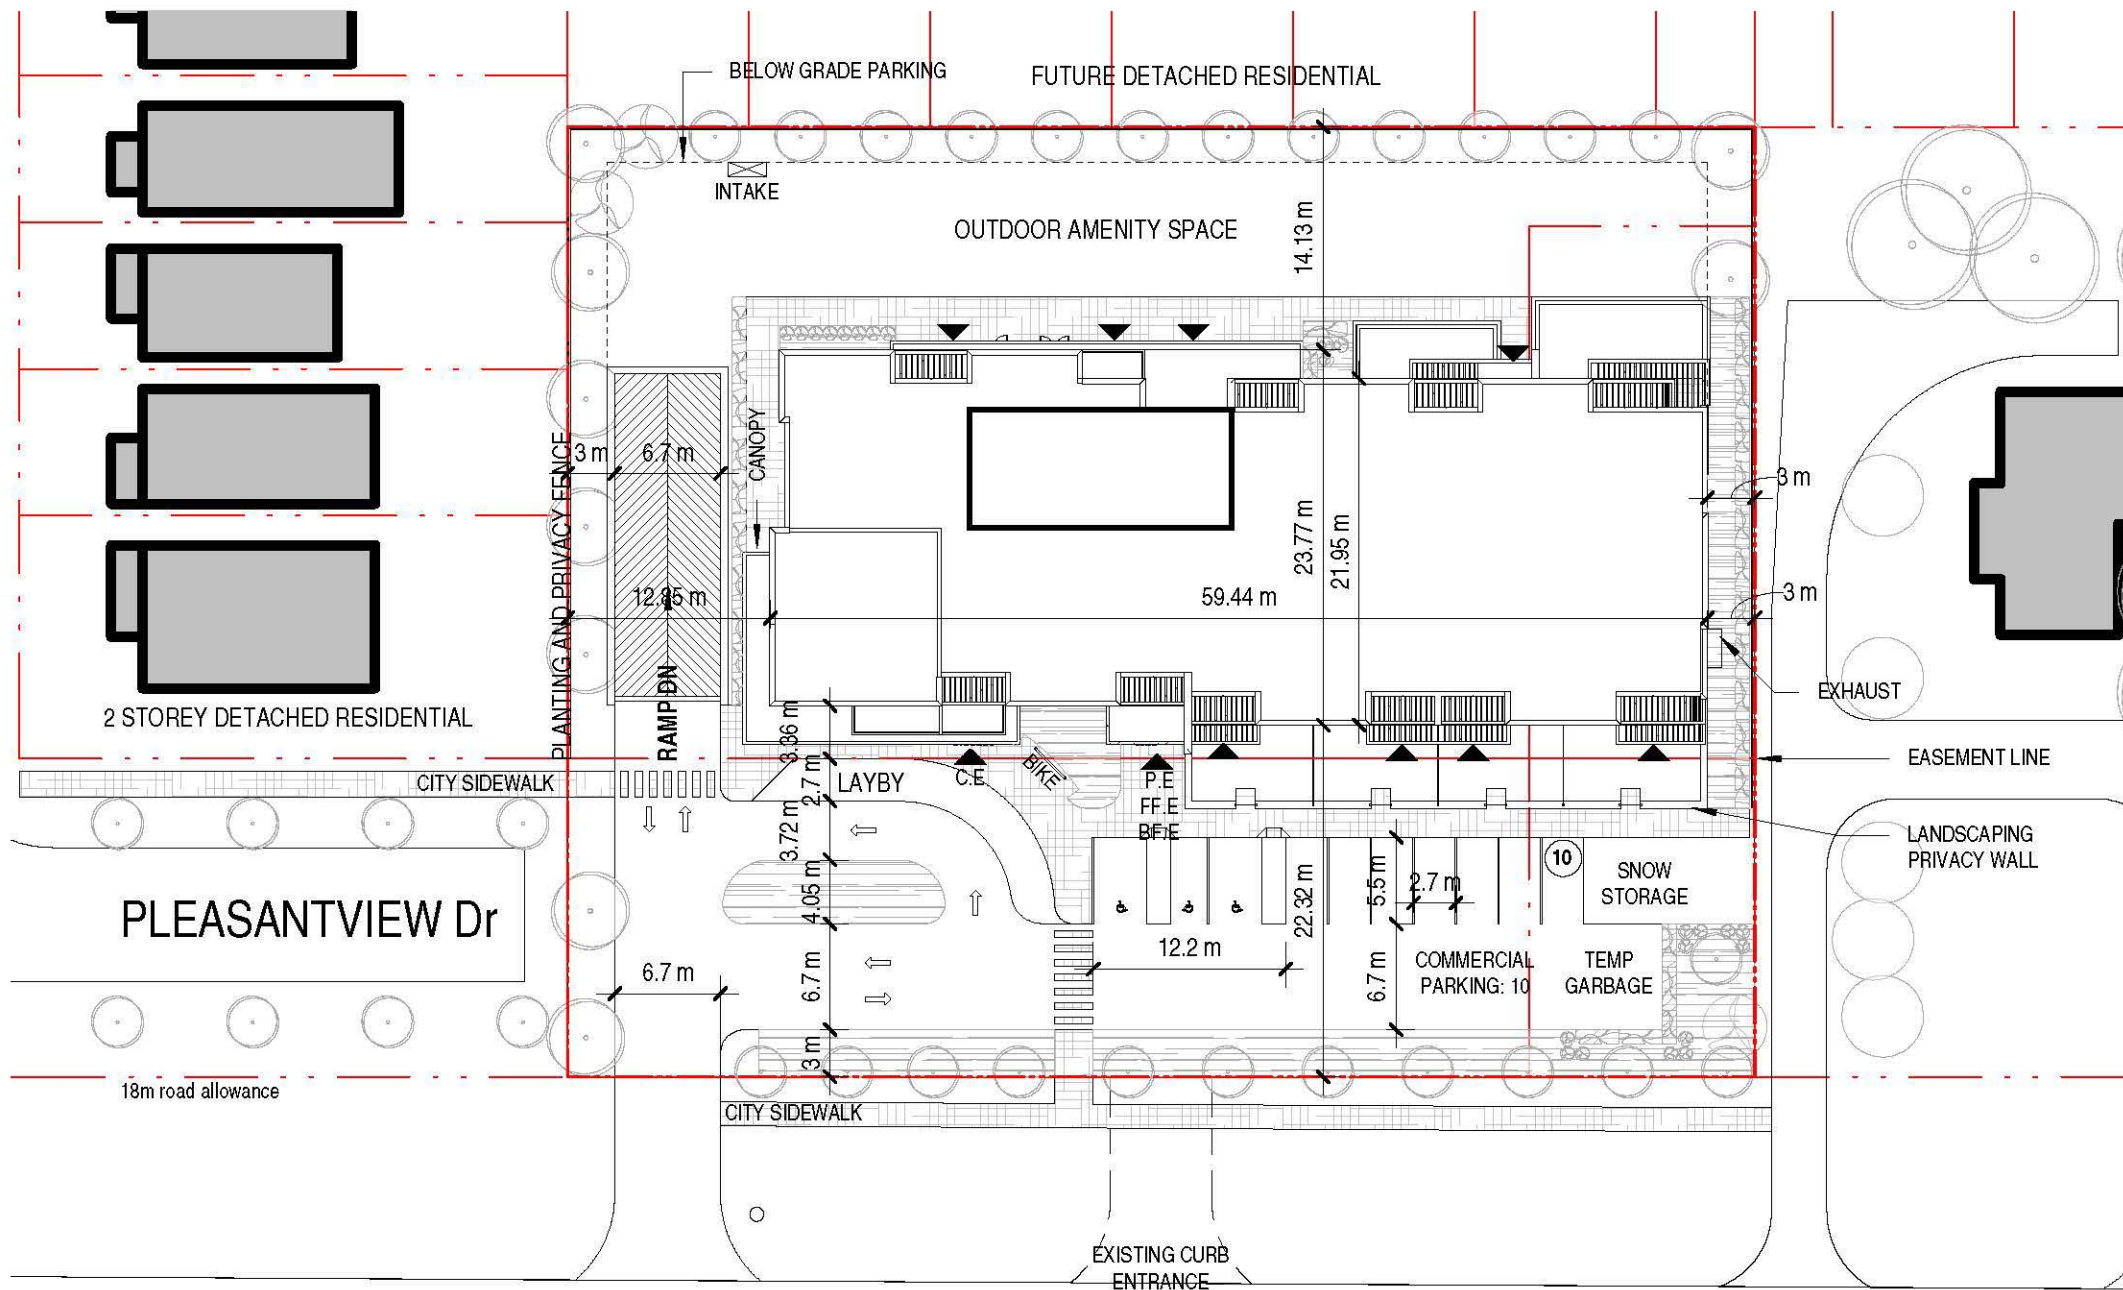 BELOW GRADE PARKING
FUTURE DETACHED RESIDENTIAL
INTAKE
OUTDOOR AMENITY SPACE
14.13 m
CANOPY
3 m
6.7 m
PLANTING AND PRIVACY FENCE
3 m
23.77 m
21.95 m
12.85 m
59.44 m
3 m
RAMP DN
EXHAUST
2 STOREY DETACHED RESIDENTIAL
3.36 m
EASEMENT LINE
CITY SIDEWALK
2.7 m
LAYBY
C.E
BIKE
P.E
FF.E
BF.E
3.72 m
LANDSCAPING
PRIVACY WALL
10
SNOW
STORAGE
4.05 m
22.32 m
5.5 m
2.7 m
PLEASANTVIEW Dr
12.2 m
6.7 m
6.7 m
6.7 m
COMMERCIAL
PARKING: 10
TEMP
GARBAGE
3 m
18m road allowance
CITY SIDEWALK
EXISTING CURB
ENTRANCE